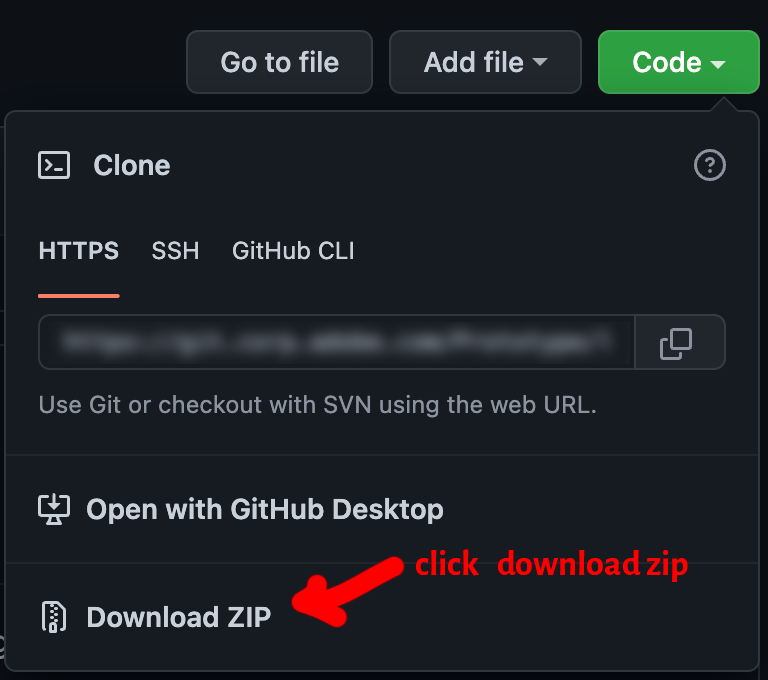 Go to file Add file Code
Clone
HTTPS SSH GitHub CLI
Use Git or checkout with SVN using the web URL.
Open with GitHub Desktop
click download zip
Download ZIP